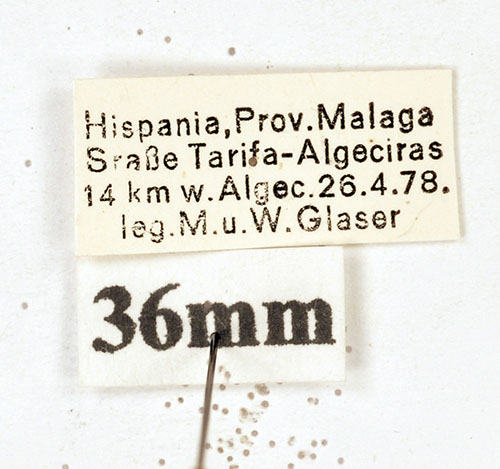 Hispania,Prov.Malaga
Sraße Tarifa-Algeciras
14 km w.Algec.26.4.78.
leg.M.u.W.Glaser
36mm